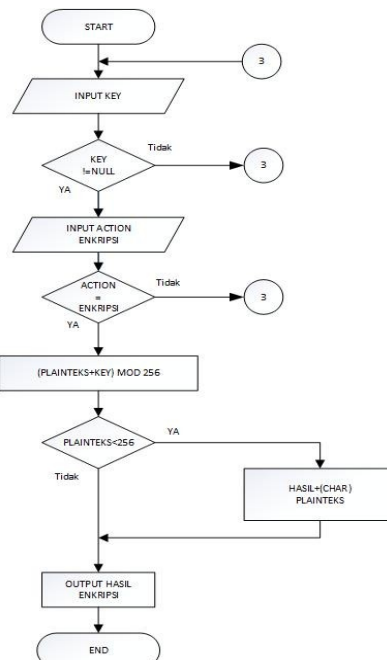 START
3
INPUT KEY
KEY
!=NULL
Tidak
3
YA
INPUT ACTION
ENKRIPSI
ACTION
=
ENKRIPSI
Tidak
3
YA
(PLAINTEKS+KEY) MOD 256
PLAINTEKS<256
YA
Tidak
HASIL+(CHAR)
PLAINTEKS
OUTPUT HASIL
ENKRIPSI
END